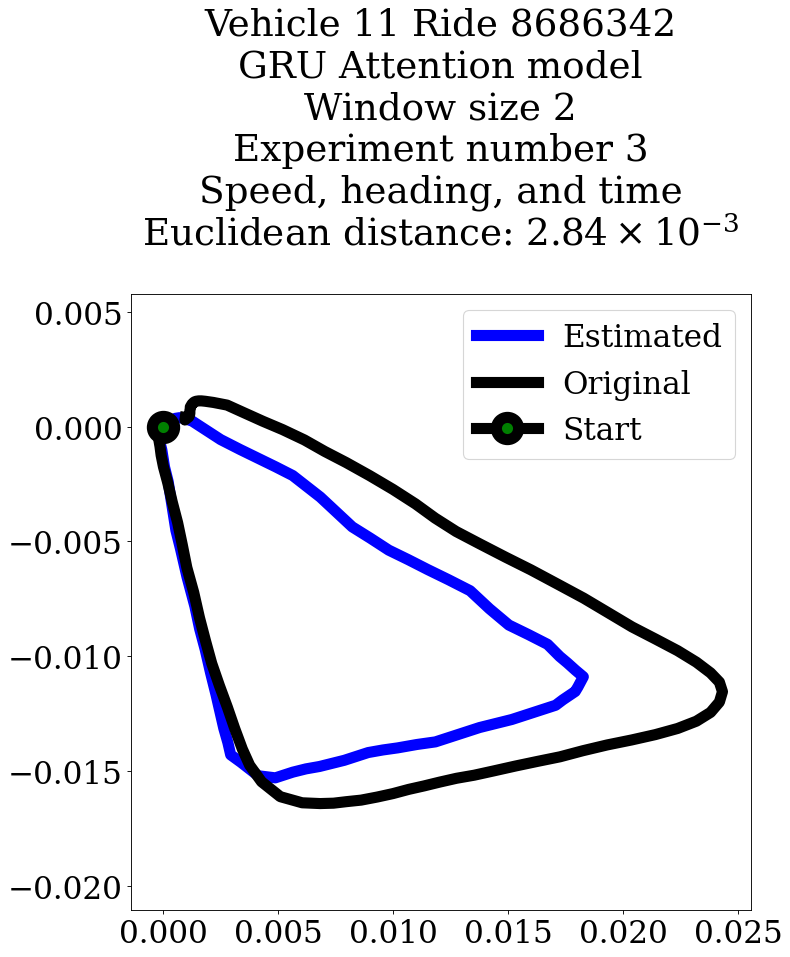 Vehicle 11 Ride 8686342
GRU Attention model
Window size 2
Experiment number 3
Speed, heading, and time
Euclidean distance: 2.84 × 10⁻³
Estimated
Original
Start
0.005
0.000
−0.005
−0.010
−0.015
−0.020
0.000 0.005 0.010 0.015 0.020 0.025